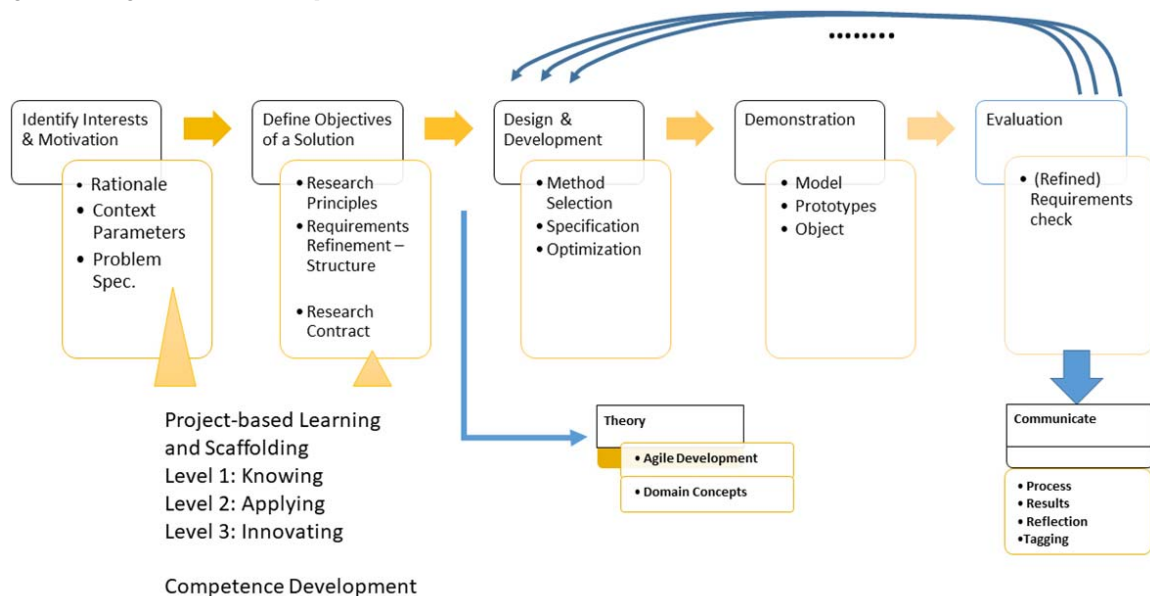 ........
Identify Interests
& Motivation
• Rationale
• Context
Parameters
• Problem
Spec.
Define Objectives
of a Solution
• Research
Principles
• Requirements
Refinement –
Structure
• Research
Contract
Design &
Development
• Method
Selection
• Specification
• Optimization
Demonstration
• Model
• Prototypes
• Object
Evaluation
• (Refined)
Requirements
check
Project-based Learning
and Scaffolding
Level 1: Knowing
Level 2: Applying
Level 3: Innovating
Competence Development
Theory
• Agile Development
• Domain Concepts
Communicate
• Process
• Results
• Reflection
•Tagging